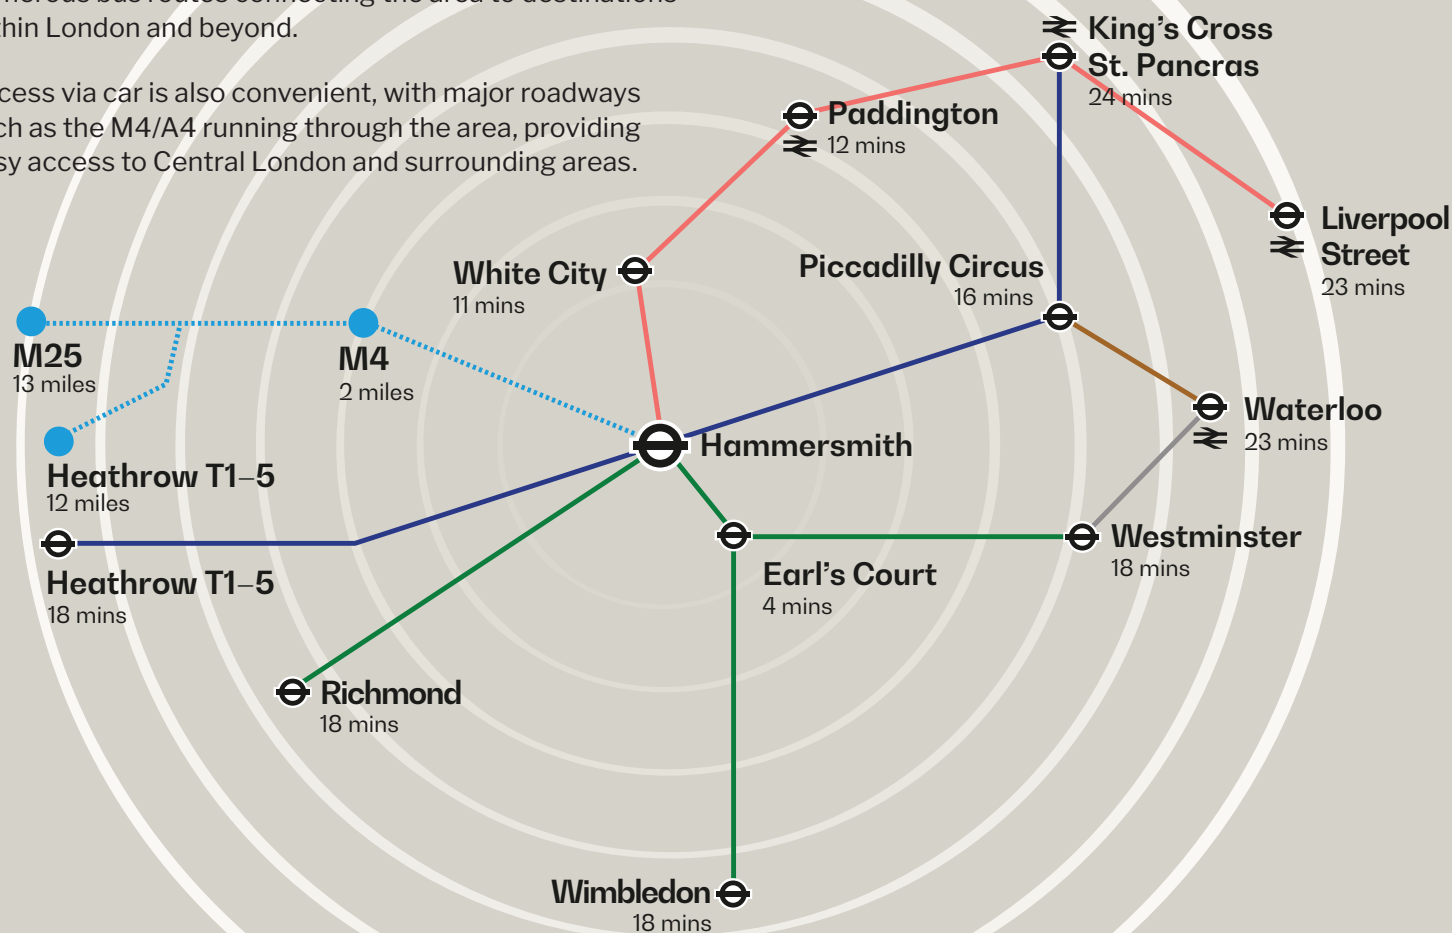 thin London and beyond.
cess via car is also convenient, with major roadways
ch as the M4/A4 running through the area, providing
sy access to Central London and surrounding areas.
King's Cross
St. Pancras
24 mins
Paddington
12 mins
Liverpool
Street
23 mins
White City
11 mins
Piccadilly Circus
16 mins
M25
13 miles
M4
2 miles
Waterloo
23 mins
Hammersmith
Heathrow T1–5
12 miles
Westminster
18 mins
Earl's Court
4 mins
Heathrow T1–5
18 mins
Richmond
18 mins
Wimbledon
18 mins